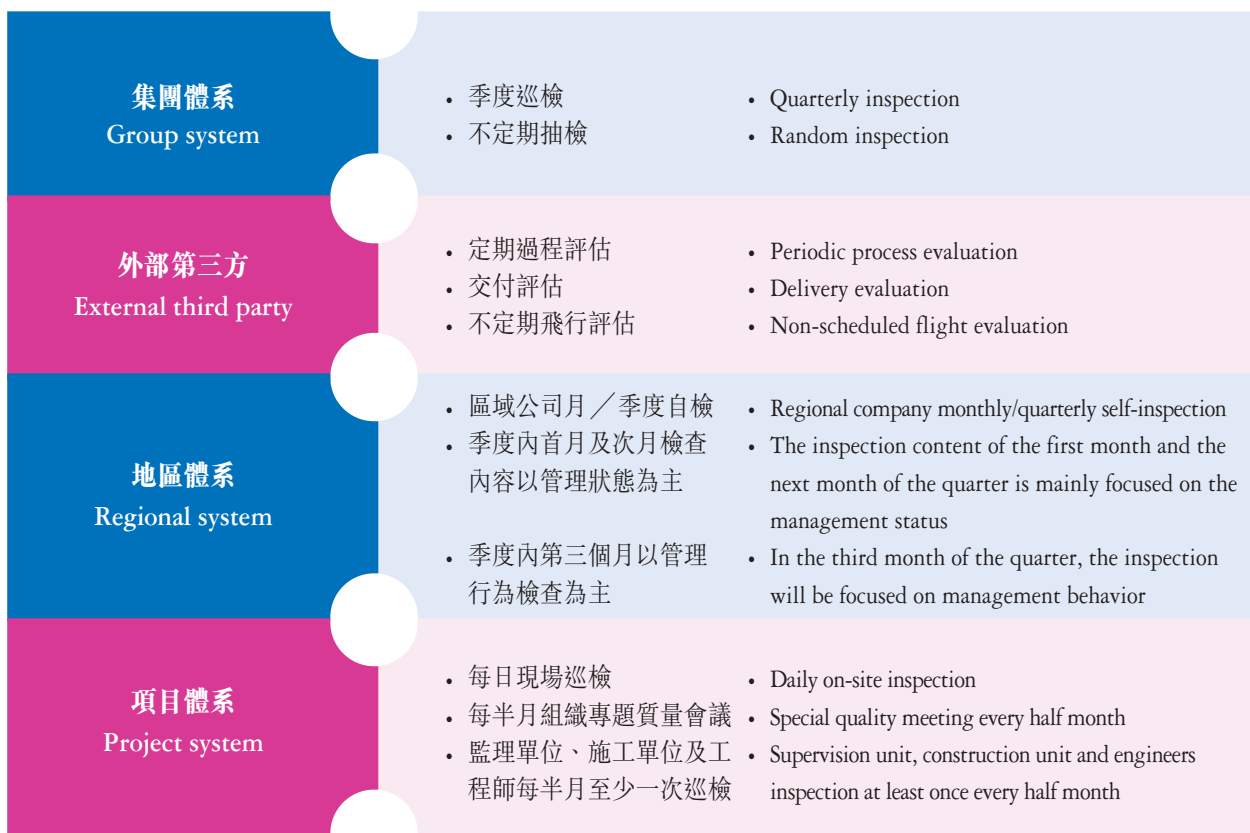 集團體系
Group system
• 季度巡檢
• 不定期抽檢
• Quarterly inspection
• Random inspection
外部第三方
External third party
• 定期過程評估
• 交付評估
• 不定期飛行評估
• Periodic process evaluation
• Delivery evaluation
• Non-scheduled flight evaluation
地區體系
Regional system
• 區域公司月／季度自檢
• 季度內首月及次月檢查
內容以管理狀態為主
• 季度內第三個月以管理
行為檢查為主
• Regional company monthly/quarterly self-inspection
• The inspection content of the first month and the
next month of the quarter is mainly focused on the
management status
• In the third month of the quarter, the inspection
will be focused on management behavior
項目體系
Project system
• 每日現場巡檢
• 每半月組織專題質量會議
• 監理單位、施工單位及工
程師每半月至少一次巡檢
• Daily on-site inspection
• Special quality meeting every half month
• Supervision unit, construction unit and engineers
inspection at least once every half month